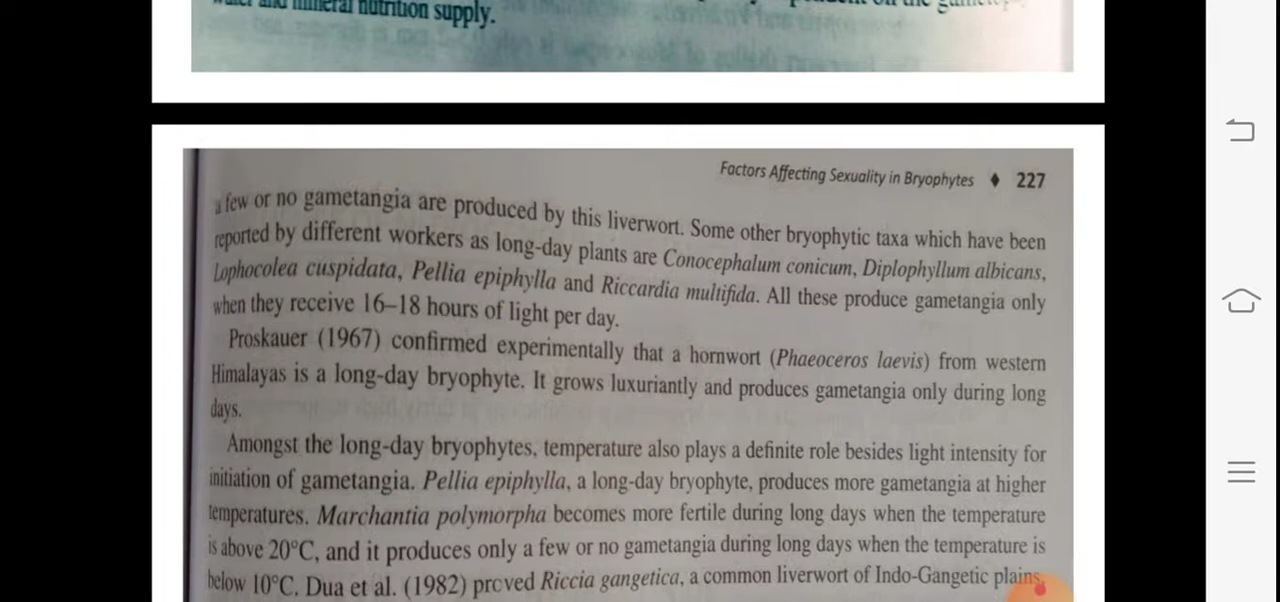 mineral nutrition supply.
Factors Affecting Sexuality in Bryophytes ♦ 227
a few or no gametangia are produced by this liverwort. Some other bryophytic taxa which have been
reported by different workers as long-day plants are Conocephalum conicum, Diplophyllum albicans,
Lophocolea cuspidata, Pellia epiphylla and Riccardia multifida. All these produce gametangia only
when they receive 16–18 hours of light per day.
Proskauer (1967) confirmed experimentally that a hornwort (Phaeoceros laevis) from western
Himalayas is a long-day bryophyte. It grows luxuriantly and produces gametangia only during long
days.
Amongst the long-day bryophytes, temperature also plays a definite role besides light intensity for
initiation of gametangia. Pellia epiphylla, a long-day bryophyte, produces more gametangia at higher
temperatures. Marchantia polymorpha becomes more fertile during long days when the temperature
is above 20°C, and it produces only a few or no gametangia during long days when the temperature is
below 10°C. Dua et al. (1982) proved Riccia gangetica, a common liverwort of Indo-Gangetic plains,